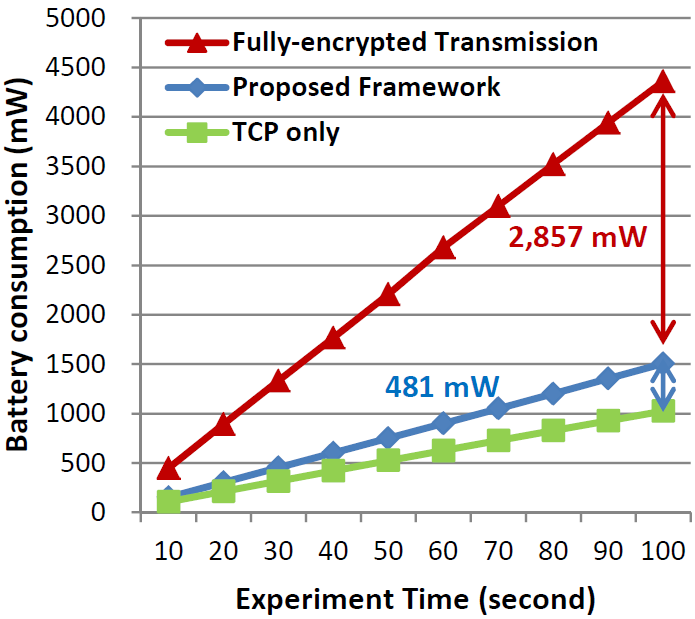 Fully-encrypted Transmission
Proposed Framework
TCP only
Battery consumption (mW)
5000
4500
4000
3500
3000
2500
2000
1500
1000
500
0
2,857 mW
481 mW
10 20 30 40 50 60 70 80 90 100
Experiment Time (second)